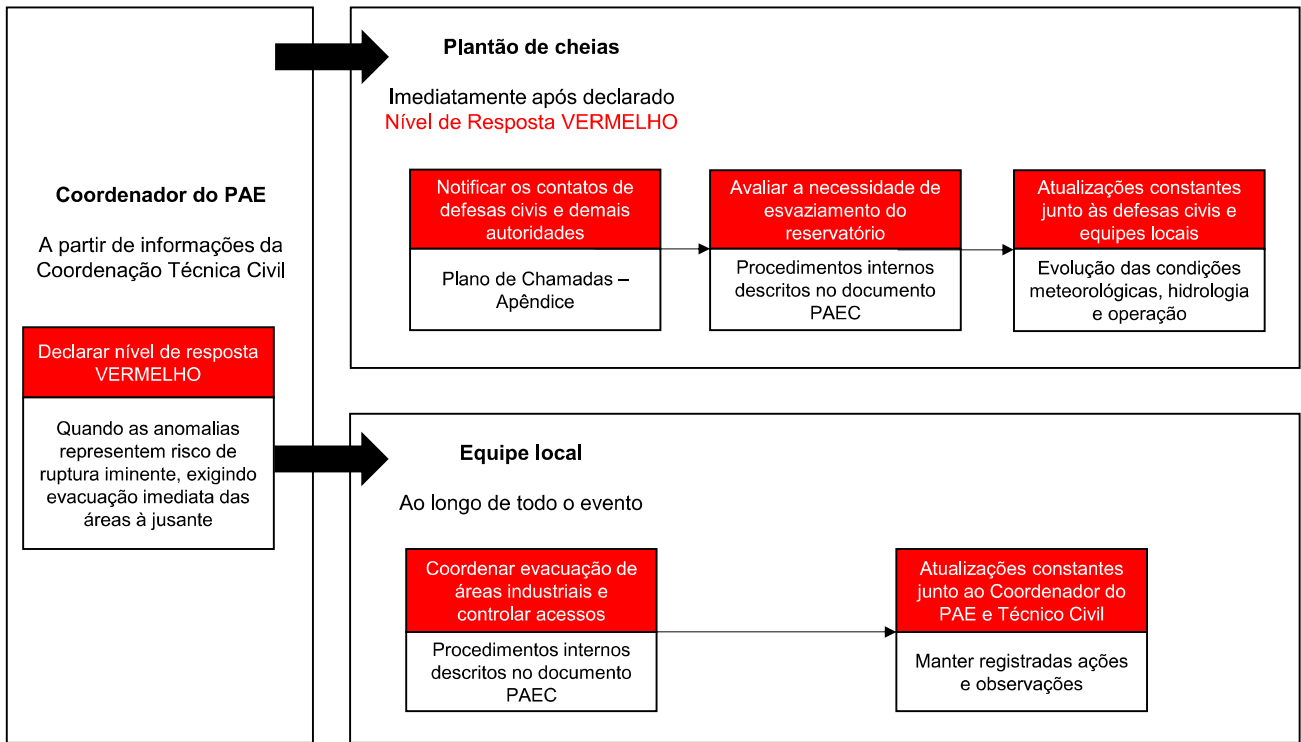 Coordenador do PAE
A partir de informações da
Coordenação Técnica Civil
Declarar nível de resposta
VERMELHO
Quando as anomalias
representem risco de
ruptura iminente, exigindo
evacuação imediata das
áreas à jusante
Plantão de cheias
Imediatamente após declarado
Nível de Resposta VERMELHO
Notificar os contatos de
defesas civis e demais
autoridades
Plano de Chamadas –
Apêndice
Avaliar a necessidade de
esvaziamento do
reservatório
Procedimentos internos
descritos no documento
PAEC
Atualizações constantes
junto às defesas civis e
equipes locais
Evolução das condições
meteorológicas, hidrologia
e operação
Equipe local
Ao longo de todo o evento
Coordenar evacuação de
áreas industriais e
controlar acessos
Procedimentos internos
descritos no documento
PAEC
Atualizações constantes
junto ao Coordenador do
PAE e Técnico Civil
Manter registradas ações
e observações